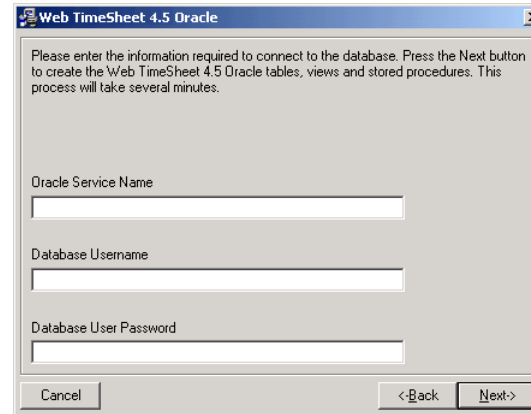 Web TimeSheet 4.5 Oracle
Please enter the information required to connect to the database. Press the Next button
to create the Web TimeSheet 4.5 Oracle tables, views and stored procedures. This
process will take several minutes.
Oracle Service Name
Database Username
Database User Password
Cancel
<-Back
Next->